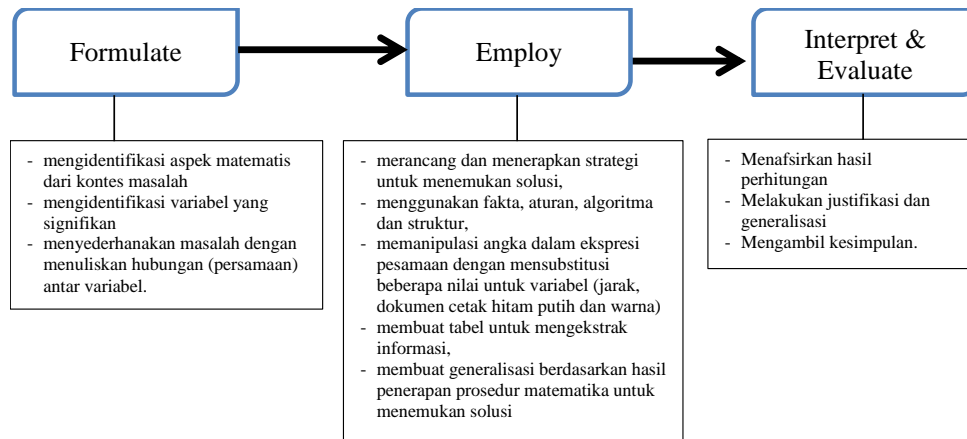 Formulate
Employ
Interpret &
Evaluate
- mengidentifikasi aspek matematis
dari kontes masalah
- mengidentifikasi variabel yang
signifikan
- menyederhanakan masalah dengan
menuliskan hubungan (persamaan)
antar variabel.
- merancang dan menerapkan strategi
untuk menemukan solusi,
- menggunakan fakta, aturan, algoritma
dan struktur,
- memanipulasi angka dalam ekspresi
pesamaan dengan mensubstitusi
beberapa nilai untuk variabel (jarak,
dokumen cetak hitam putih dan warna)
- membuat tabel untuk mengekstrak
informasi,
- membuat generalisasi berdasarkan hasil
penerapan prosedur matematika untuk
menemukan solusi
- Menafsirkan hasil
perhitungan
- Melakukan justifikasi dan
generalisasi
- Mengambil kesimpulan.